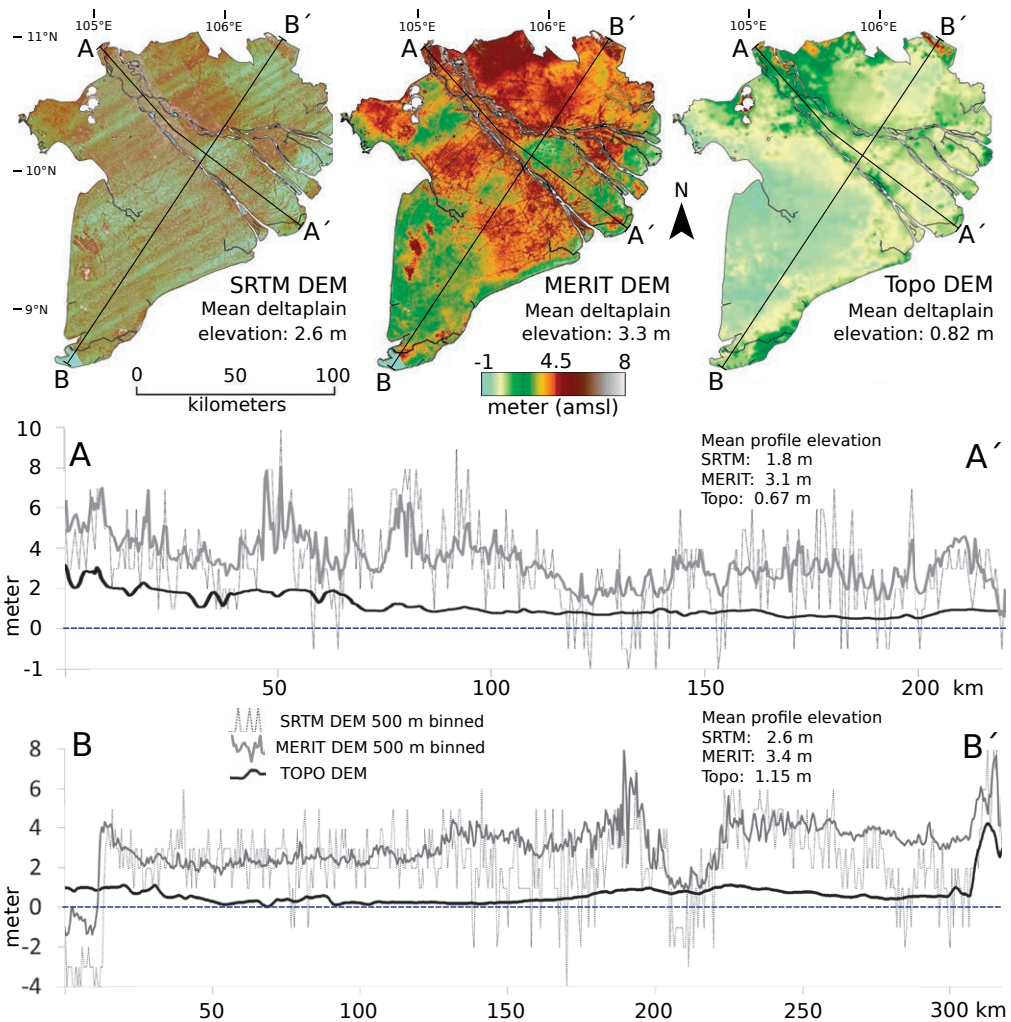 105°E 106°E
105°E 106°E
105°E 106°E
11°N
10°N
9°N
A B´
A B´
A B´
A´
A´
A´
N
SRTM DEM
Mean deltaplain
elevation: 2.6 m
MERIT DEM
Mean deltaplain
elevation: 3.3 m
Topo DEM
Mean deltaplain
elevation: 0.82 m
B
B
B
0 50 100
kilometers
-1 4.5 8
meter (amsl)
A
A´
Mean profile elevation
SRTM: 1.8 m
MERIT: 3.1 m
Topo: 0.67 m
10
8
6
4
2
0
-1
meter
50 100 150 200 km
B
B´
SRTM DEM 500 m binned
MERIT DEM 500 m binned
TOPO DEM
Mean profile elevation
SRTM: 2.6 m
MERIT: 3.4 m
Topo: 1.15 m
8
6
4
2
0
-2
-4
meter
50 100 150 200 250 300 km